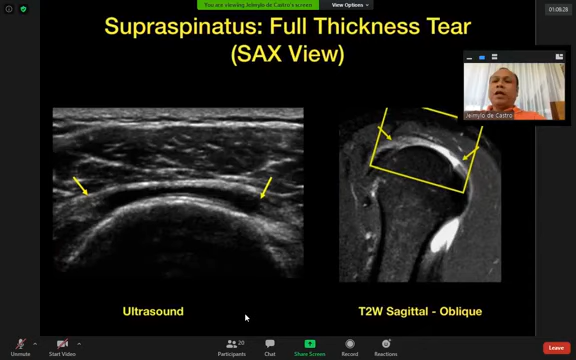 You are viewing Jeimylo de Castro's screen
View Options
01:08:28
Supraspinatus: Full Thickness Tear
(SAX View)
Jeimylo de Castro
Ultrasound
T2W Sagittal - Oblique
Unmute
Start Video
20
Participants
Chat
Share Screen
Record
Reactions
Leave